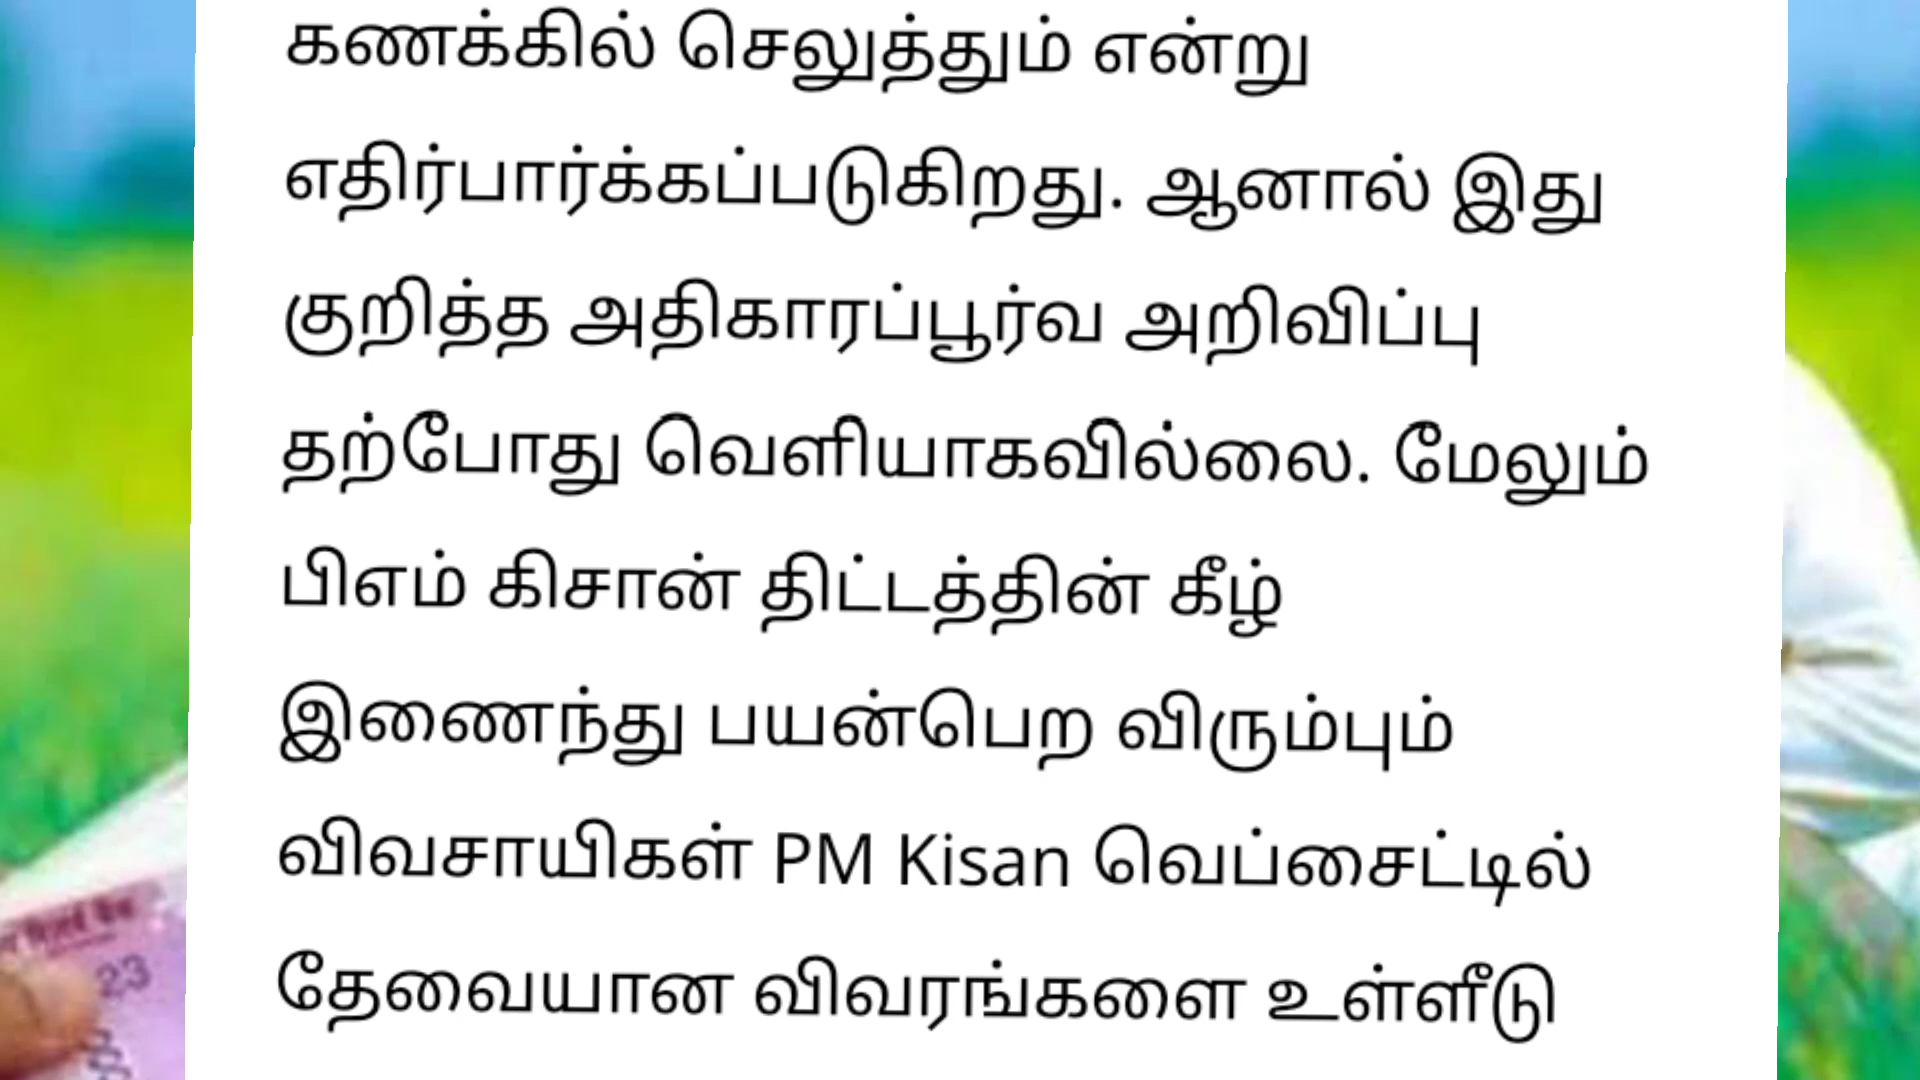 கணக்கில் செலுத்தும் என்று
எதிர்பார்க்கப்படுகிறது. ஆனால் இது
குறித்த அதிகாரப்பூர்வ அறிவிப்பு
தற்போது வெளியாகவில்லை. மேலும்
பிஎம் கிசான் திட்டத்தின் கீழ்
இணைந்து பயன்பெற விரும்பும்
விவசாயிகள் PM Kisan வெப்சைட்டில்
தேவையான விவரங்களை உள்ளீடு
23